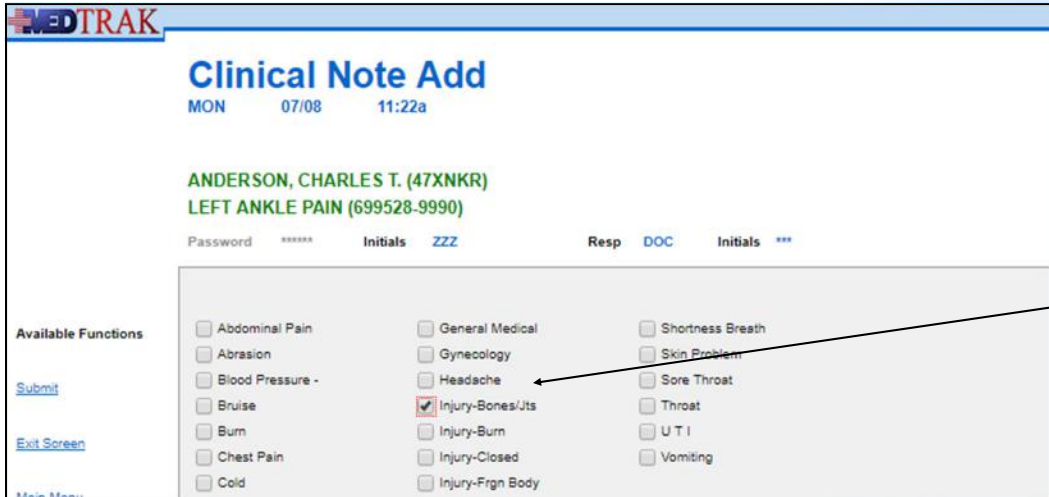 MEDTRAK
Clinical Note Add
MON 07/08 11:22a
ANDERSON, CHARLES T. (47XNKR)
LEFT ANKLE PAIN (699528-9990)
Password ****** Initials ZZZ Resp DOC Initials ***
Available Functions
Submit
Exit Screen
Main Menu
Abdominal Pain General Medical Shortness Breath
Abrasion Gynecology Skin Problem
Blood Pressure - Headache Sore Throat
Bruise Injury-Bones/Jts Throat
Burn Injury-Burn U T I
Chest Pain Injury-Closed Vomiting
Cold Injury-Frgn Body